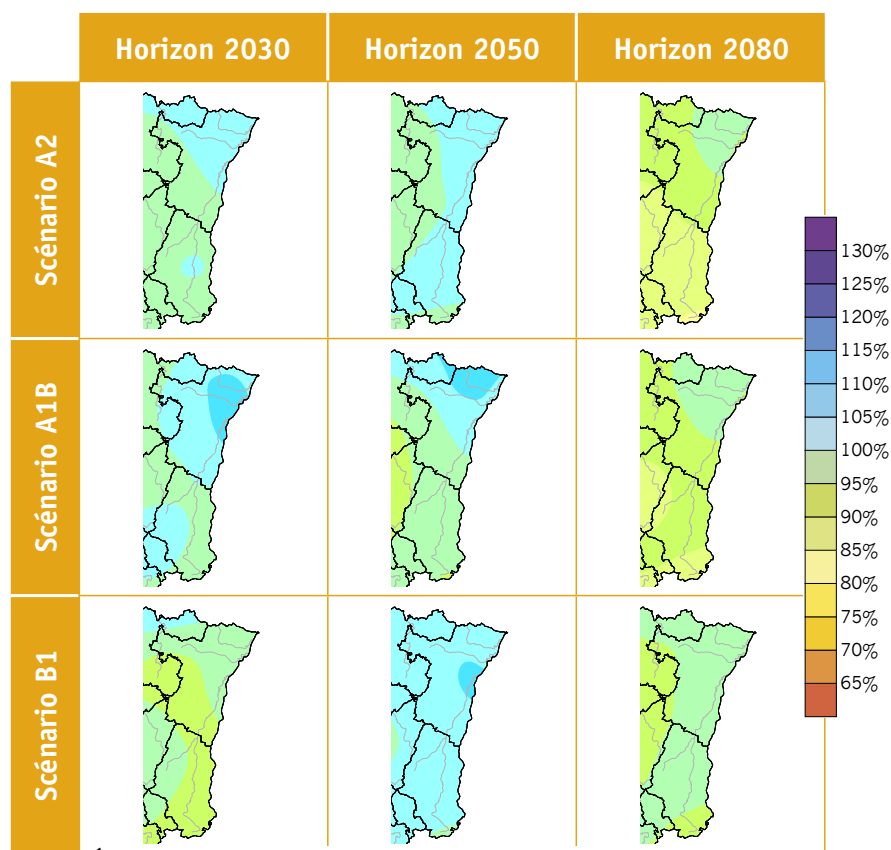 Horizon 2030
Horizon 2050
Horizon 2080
Scénario A2
Scénario A1B
Scénario B1
130%
125%
120%
115%
110%
105%
100%
95%
90%
85%
80%
75%
70%
65%